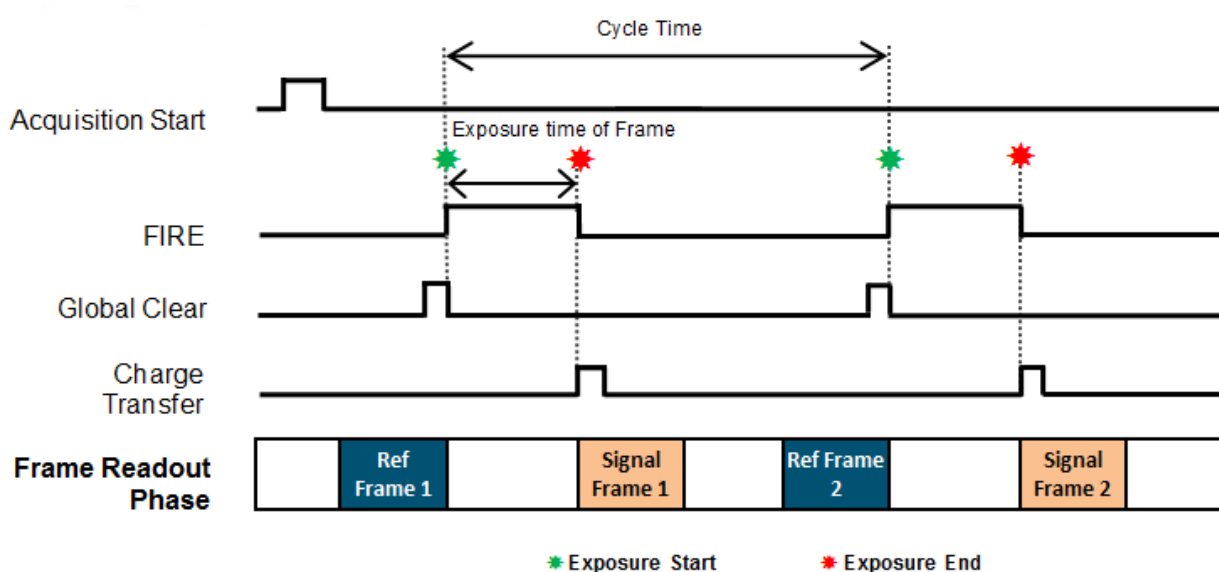 Cycle Time
Acquisition Start
Exposure time of Frame
FIRE
Global Clear
Charge
Transfer
Frame Readout
Phase
Ref
Frame 1
Signal
Frame 1
Ref Frame
2
Signal
Frame 2
Exposure Start
Exposure End